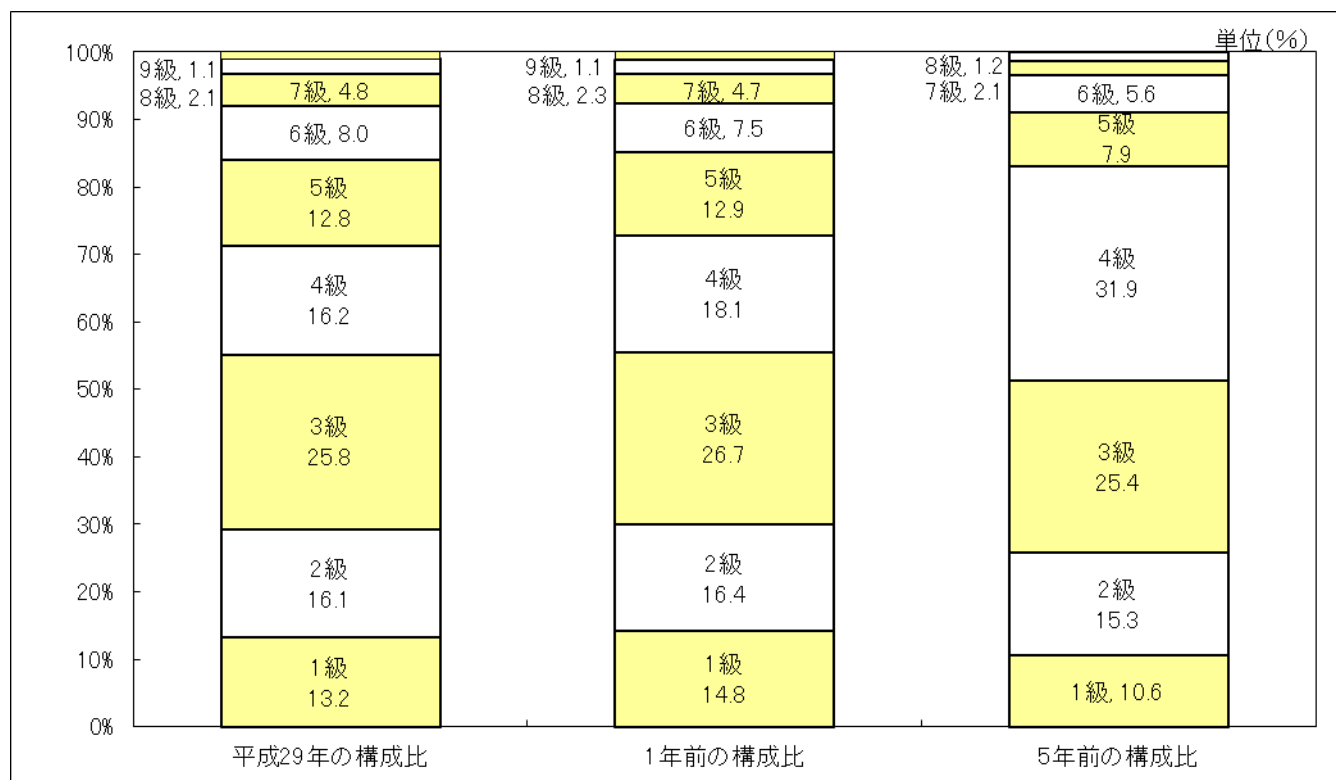 単位(%)
100%
90%
80%
70%
60%
50%
40%
30%
20%
10%
0%
9級, 1.1
8級, 2.1
7級, 4.8
6級, 8.0
5級
12.8
4級
16.2
3級
25.8
2級
16.1
1級
13.2
平成29年の構成比
9級, 1.1
8級, 2.3
7級, 4.7
6級, 7.5
5級
12.9
4級
18.1
3級
26.7
2級
16.4
1級
14.8
1年前の構成比
8級, 1.2
7級, 2.1
6級, 5.6
5級
7.9
4級
31.9
3級
25.4
2級
15.3
1級, 10.6
5年前の構成比